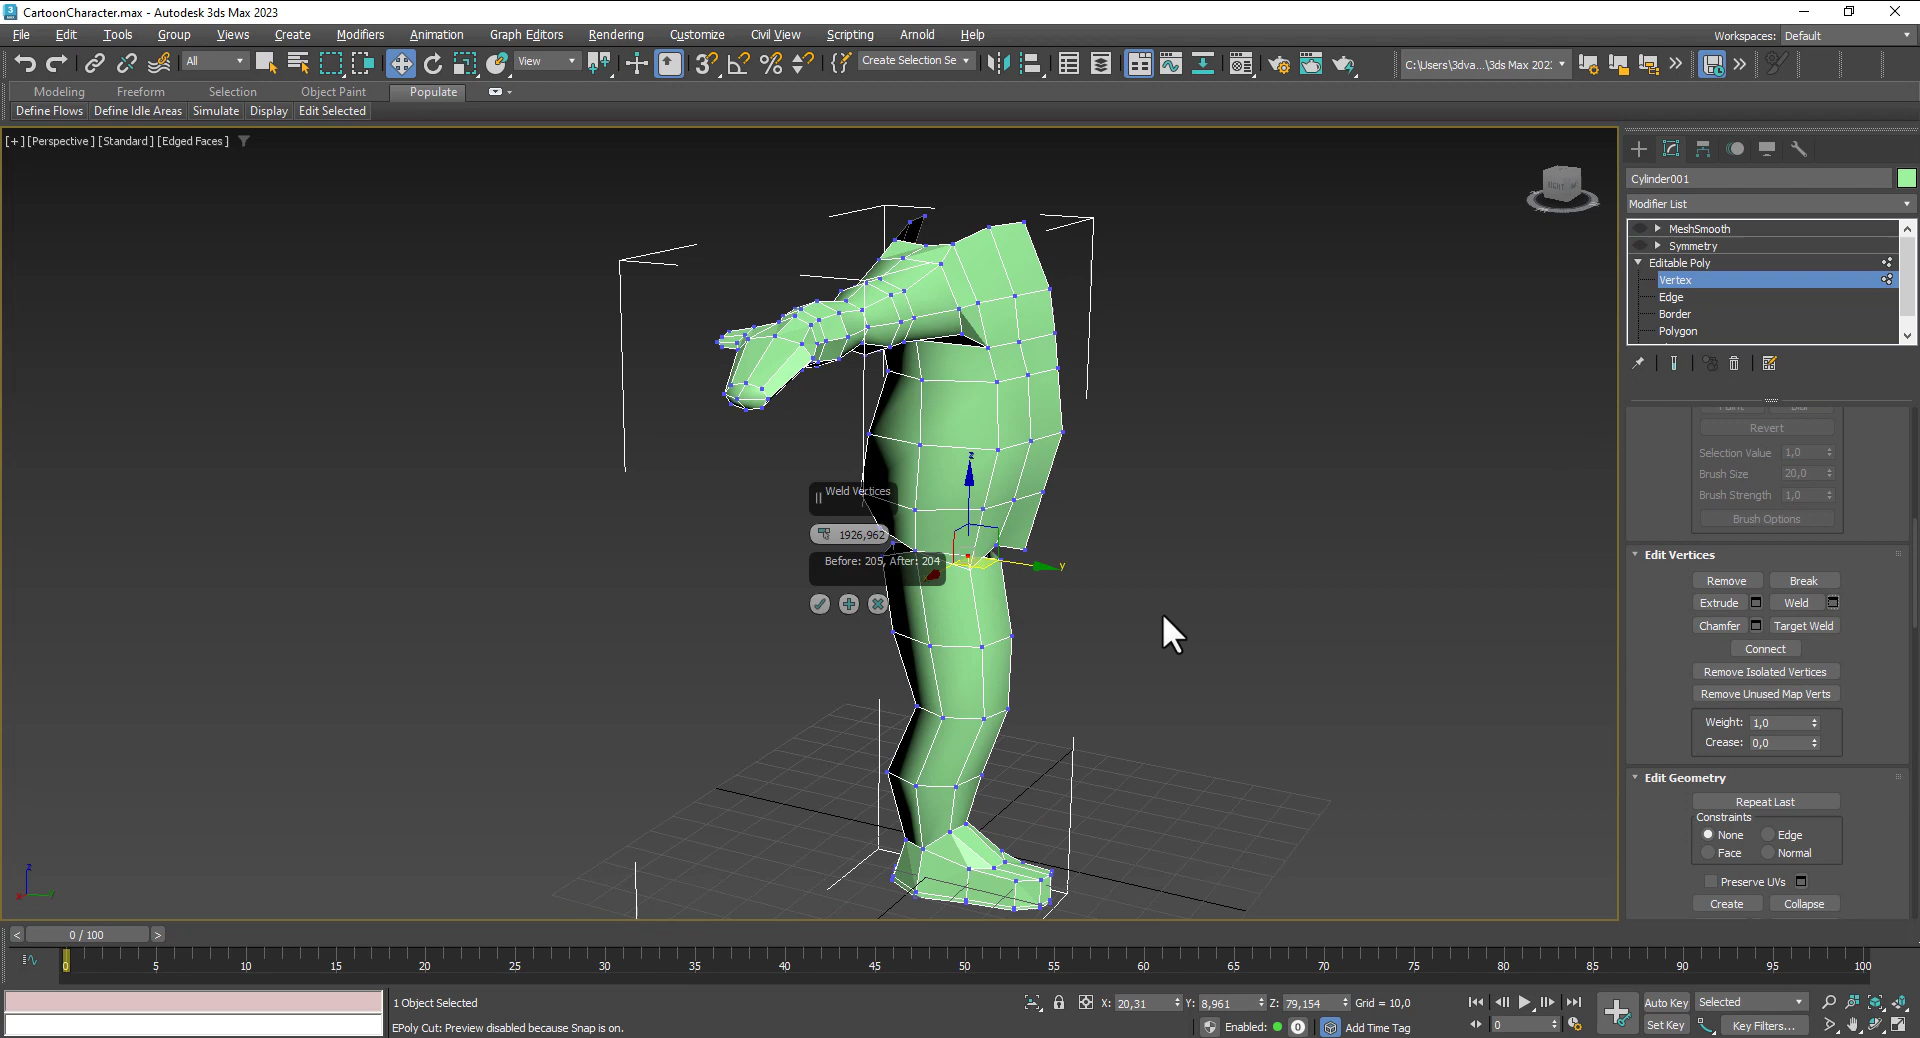 CartoonCharacter.max - Autodesk 3ds Max 2023
File Edit Tools Group Views Create Modifiers Animation Graph Editors Rendering Customize Civil View Scripting Arnold Help
Workspaces: Default
All View Create Selection Se C:\Users\3dva...\3ds Max 202
Modeling Freeform Selection Object Paint Populate
Define Flows Define Idle Areas Simulate Display Edit Selected
[+] [Perspective ] [Standard ] [Edged Faces ]
Cylinder001
Modifier List
MeshSmooth
Symmetry
Editable Poly
Vertex
Edge
Border
Polygon
Revert
Selection Value 1,0
Brush Size 20,0
Brush Strength 1,0
Brush Options
Edit Vertices
Remove Break
Extrude Weld
Chamfer Target Weld
Connect
Remove Isolated Vertices
Remove Unused Map Verts
Weight: 1,0
Crease: 0,0
Edit Geometry
Repeat Last
Constraints
None Edge
Face Normal
Preserve UVs
Create Collapse
Weld Vertices
1926,962
Before: 205, After: 204
z
y
z
x
y
0 / 100
0 5 10 15 20 25 30 35 40 45 50 55 60 65 70 75 80 85 90 95 100
1 Object Selected
X: 20,31 Y: 8,961 Z: 79,154 Grid = 10,0
Auto Key Selected
EPoly Cut: Preview disabled because Snap is on.
Enabled: 0 Add Time Tag
0
Set Key Key Filters...